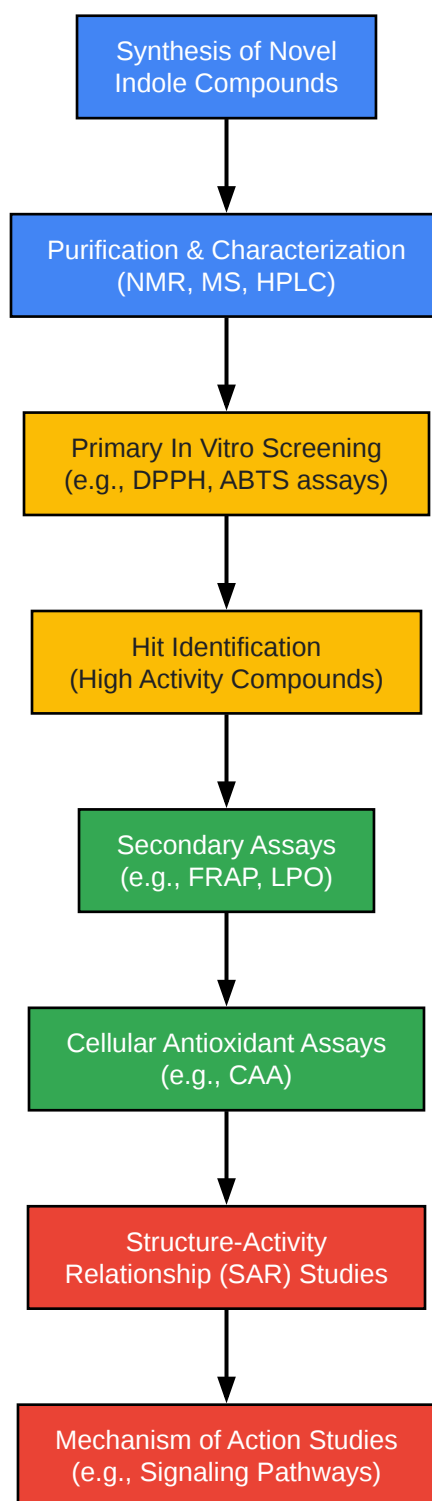 Synthesis of Novel
Indole Compounds
Purification & Characterization
(NMR, MS, HPLC)
Primary In Vitro Screening
(e.g., DPPH, ABTS assays)
Hit Identification
(High Activity Compounds)
Secondary Assays
(e.g., FRAP, LPO)
Cellular Antioxidant Assays
(e.g., CAA)
Structure-Activity
Relationship (SAR) Studies
Mechanism of Action Studies
(e.g., Signaling Pathways)